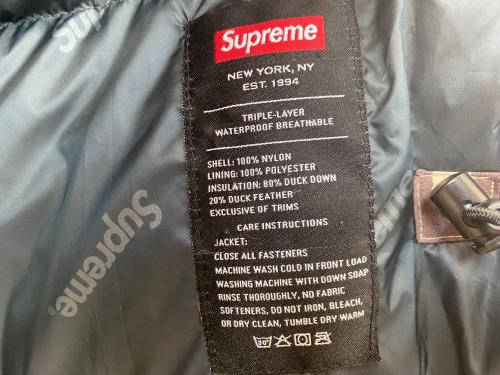 Supreme
NEW YORK, NY
EST. 1994
TRIPLE-LAYER
WATERPROOF BREATHABLE
SHELL: 100% NYLON
LINING: 100% POLYESTER
INSULATION: 80% DUCK DOWN
20% DUCK FEATHER
EXCLUSIVE OF TRIMS
CARE INSTRUCTIONS
JACKET:
CLOSE ALL FASTENERS
MACHINE WASH COLD IN FRONT LOAD
WASHING MACHINE WITH DOWN SOAP
RINSE THOROUGHLY, NO FABRIC
SOFTENERS, DO NOT IRON, BLEACH,
OR DRY CLEAN, TUMBLE DRY WARM
30°
Supreme
Supreme®
Supreme